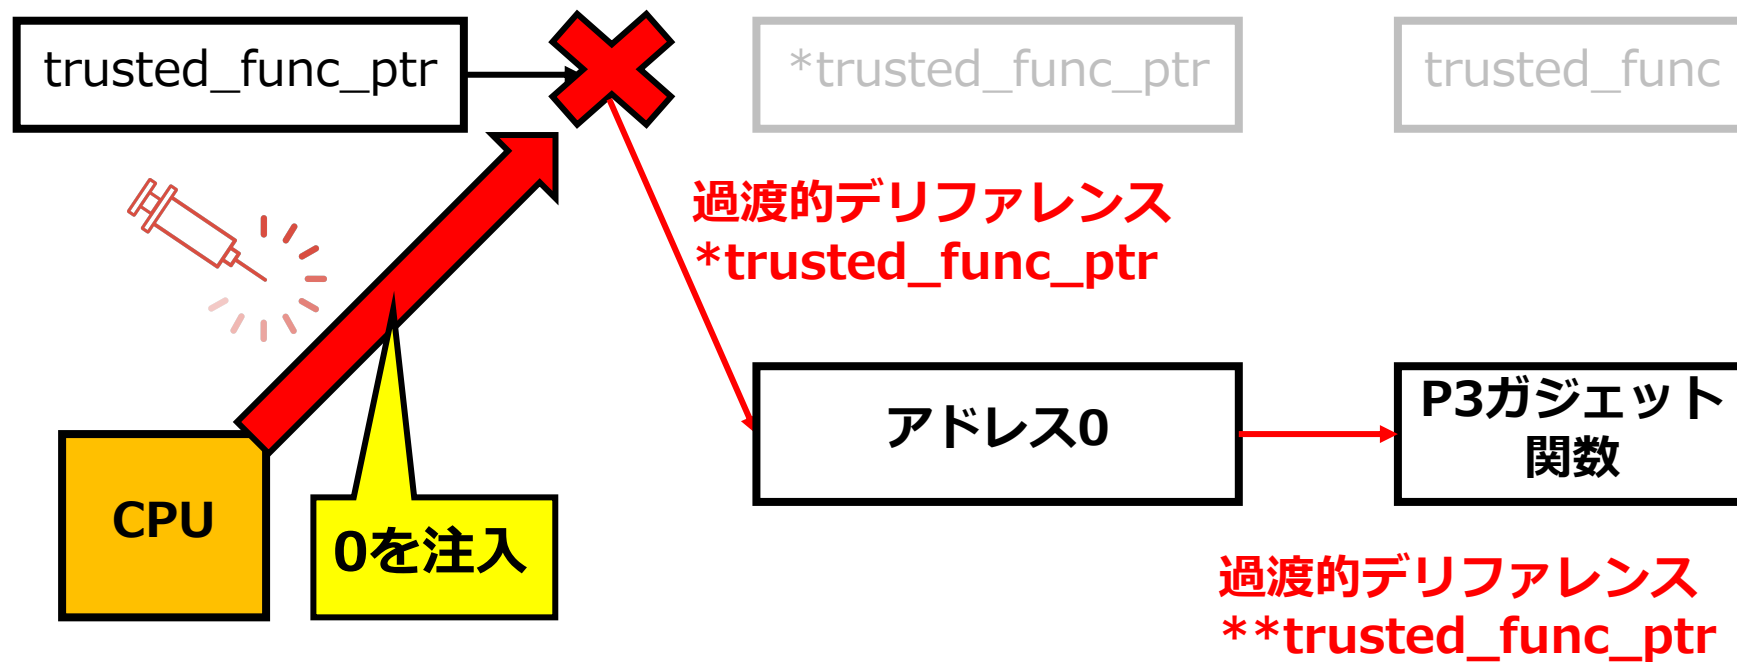 trusted_func_ptr
*trusted_func_ptr
trusted_func
過渡的デリファレンス
*trusted_func_ptr
アドレス0
P3ガジェット
関数
CPU
0を注入
過渡的デリファレンス
**trusted_func_ptr